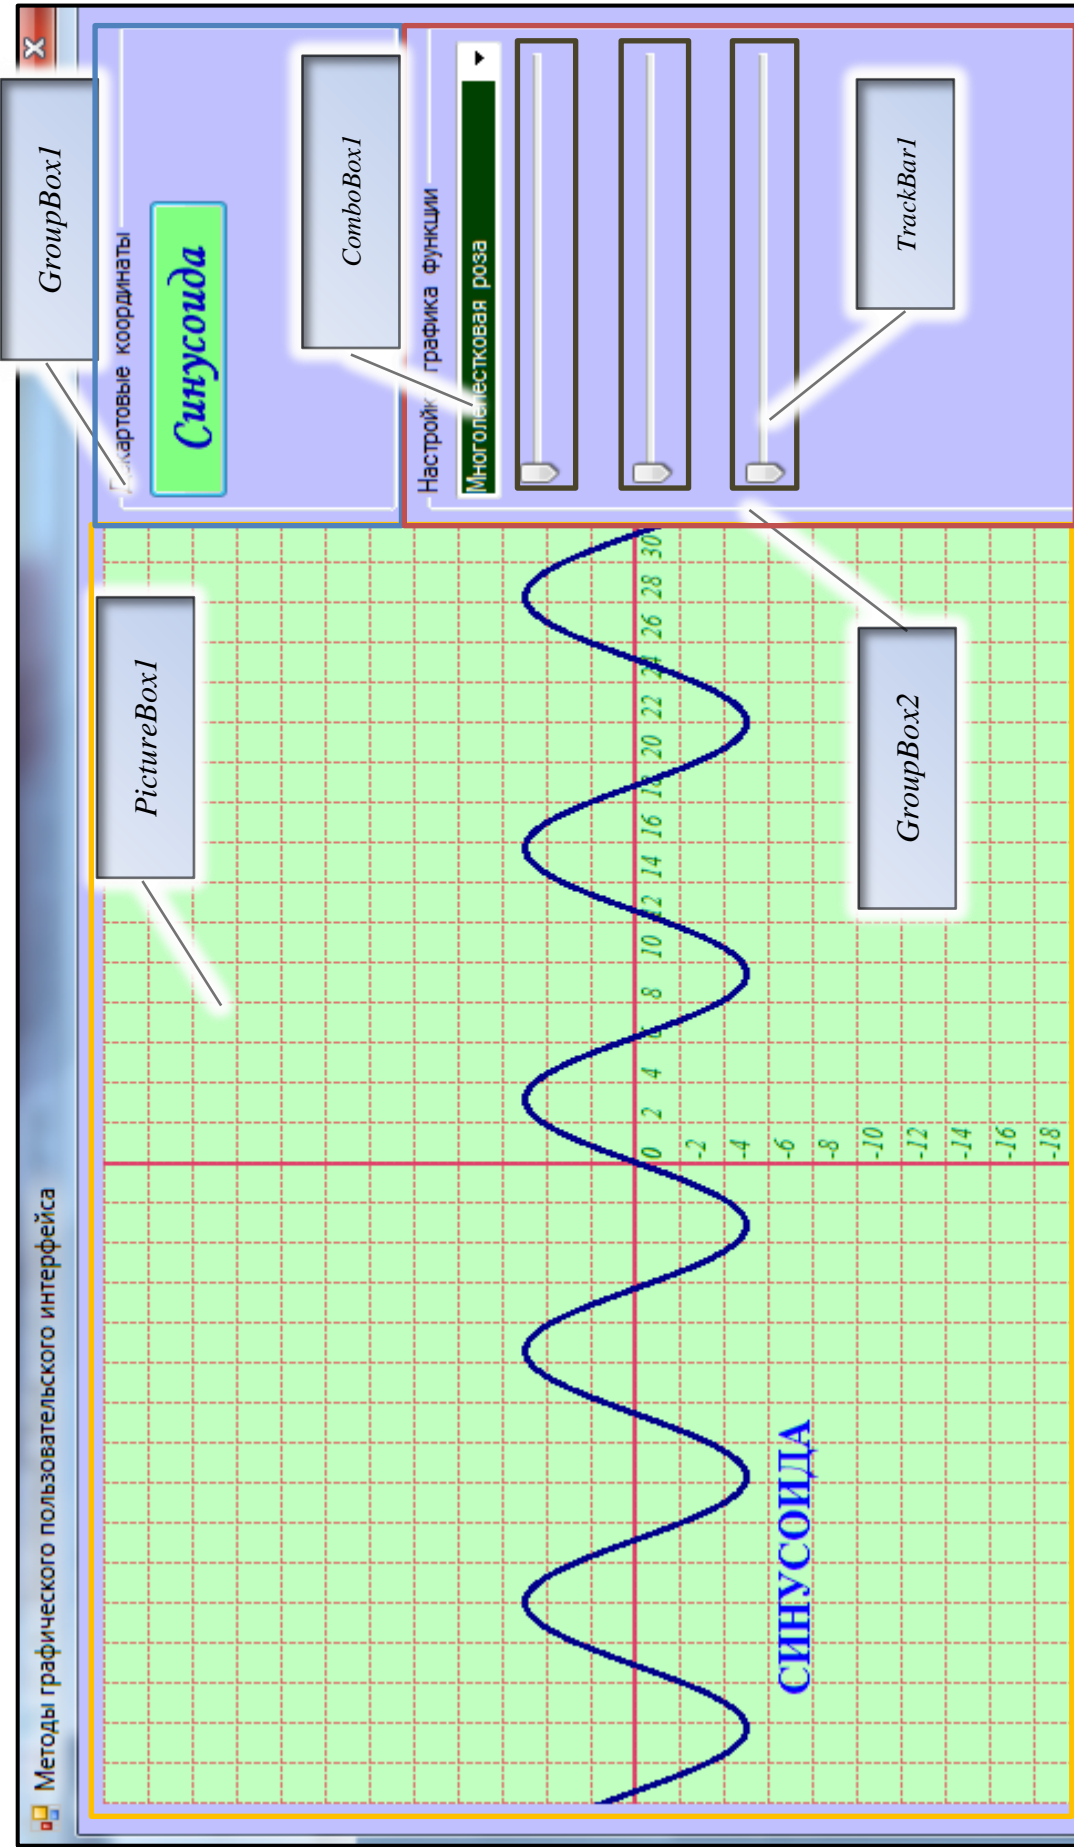 Методы графического пользовательского интерфейса
X
GroupBox1
PictureBox1
картовые координаты
Синусоида
ComboBox1
Настройк графика функции
Многолепестковая роза
TrackBar1
GroupBox2
0 2 4 6 8 10 12 14 16 18 20 22 24 26 28 30
-2
-4
-6
-8
-10
-12
-14
-16
-18
СИНУСОИДА